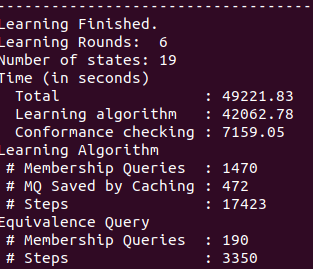 --------------------------------------
Learning Finished.
Learning Rounds:  6
Number of states: 19
Time (in seconds)
  Total                : 49221.83
  Learning algorithm   : 42062.78
  Conformance checking : 7159.05
Learning Algorithm
 # Membership Queries  : 1470
 # MQ Saved by Caching : 472
 # Steps               : 17423
Equivalence Query
 # Membership Queries  : 190
 # Steps               : 3350